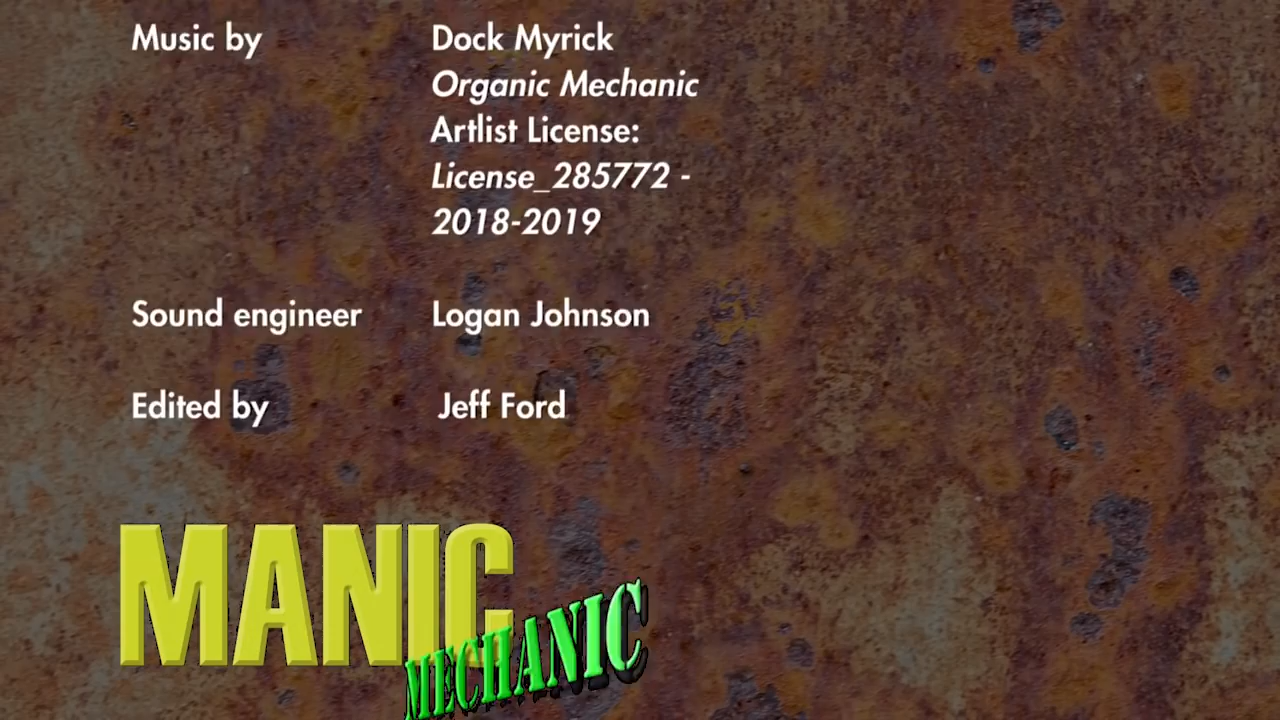 Music by Dock Myrick
Organic Mechanic
Artlist License:
License_285772 -
2018-2019
Sound engineer Logan Johnson
Edited by Jeff Ford
MANIC
MECHANIC